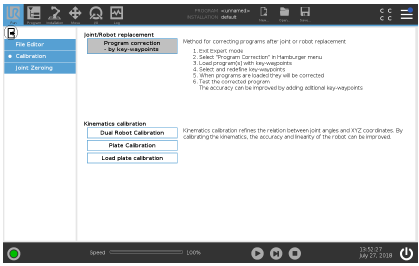 PROGRAM <unnamed>
INSTALLATION default
Run
Program
Installation
Move
I/O
Log
New...
Open...
Save...
C C
C C
File Editor
Calibration
Joint Zeroing
Joint/Robot replacement
Program correction
- by key-waypoints
Method for correcting programs after joint or robot replacement
1. Exit Expert mode
2. Select "Program Correction" in Hamburger menu
3. Load program(s) with key-waypoints
4. Select and redefine key-waypoints
5. When programs are loaded they will be corrected
6. Test the corrected program
The accuracy can be improved by adding aditional key-waypoints
Kinematics calibration
Dual Robot Calibration
Plate Calibration
Load plate calibration
Kinematics calibration refines the relation between joint angles and XYZ coordinates. By
calibrating the kinematics, the accuracy and linearity of the robot can be improved.
Speed
100%
13:52:27
July 27, 2018